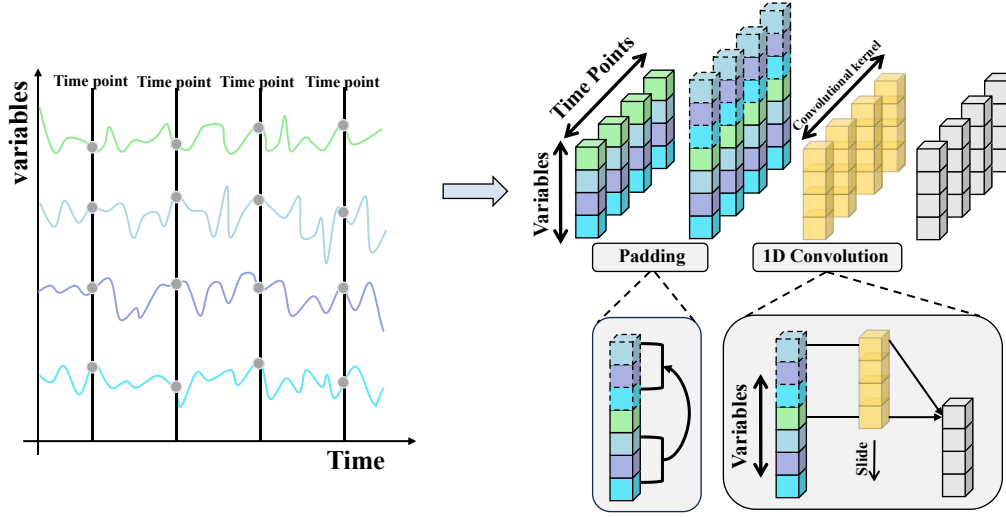 variables
Time point
Time point
Time point
Time point
Time
Time Points
Variables
Convolutional kernel
Padding
1D Convolution
Variables
Slide